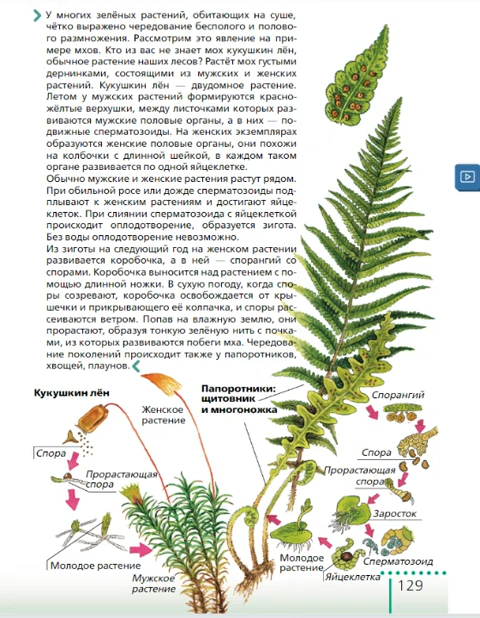 У многих зелёных растений, обитающих на суше,
чётко выражено чередование бесполого и полово-
го размножения. Рассмотрим это явление на при-
мере мхов. Кто из вас не знает мох кукушкин лён,
обычное растение наших лесов? Растёт мох густыми
дернинками, состоящими из мужских и женских
растений. Кукушкин лён — двудомное растение.
Летом у мужских растений формируются красно-
жёлтые верхушки, между листочками которых раз-
виваются мужские половые органы, а в них — по-
движные сперматозоиды. На женских экземплярах
образуются женские половые органы, они похожи
на колбочки с длинной шейкой, в каждом таком
органе развивается по одной яйцеклетке.
Обычно мужские и женские растения растут рядом.
При обильной росе или дожде сперматозоиды под-
плывают к женским растениям и достигают яйце-
клеток. При слиянии сперматозоида с яйцеклеткой
происходит оплодотворение, образуется зигота.
Без воды оплодотворение невозможно.
Из зиготы на следующий год на женском растении
развивается коробочка, а в ней — спорангий со
спорами. Коробочка выносится над растением с по-
мощью длинной ножки. В сухую погоду, когда спо-
ры созревают, коробочка освобождается от кры-
шечки и прикрывающего её колпачка, и споры рас-
сеиваются ветром. Попав на влажную землю, они
прорастают, образуя тонкую зелёную нить с почка-
ми, из которых развиваются побеги мха. Чередова-
ние поколений происходит также у папоротников,
хвощей, плаунов.
Кукушкин лён
Женское
растение
Папоротники:
щитовник
и многоножка
Спорангий
Спора
Прорастающая
спора
Молодое растение
Мужское
растение
Спора
Прорастающая
спора
Заросток
Сперматозоид
Яйцеклетка
Молодое
растение
129